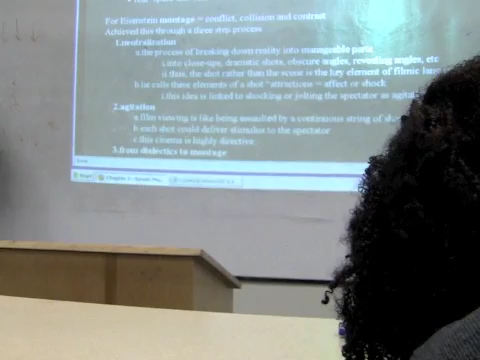 For Eisenstein montage = conflict, collision and contrast
Achieved this through a three step process
1.neutralization
a.the process of breaking down reality into manageable parts
i.into close-ups, dramatic shots, obscure angles, revealing angles, etc
ii thus, the shot rather than the scene is the key element of filmic
b.he calls these elements of a shot "attractions = affect or shock
i.this idea is linked to shocking or jolting the spectator as
2.agitation
a.film viewing is like being assaulted by a continuous string of
b.each shot could deliver stimulus to the spectator
c.this cinema is highly directive
3.from dialectics to montage